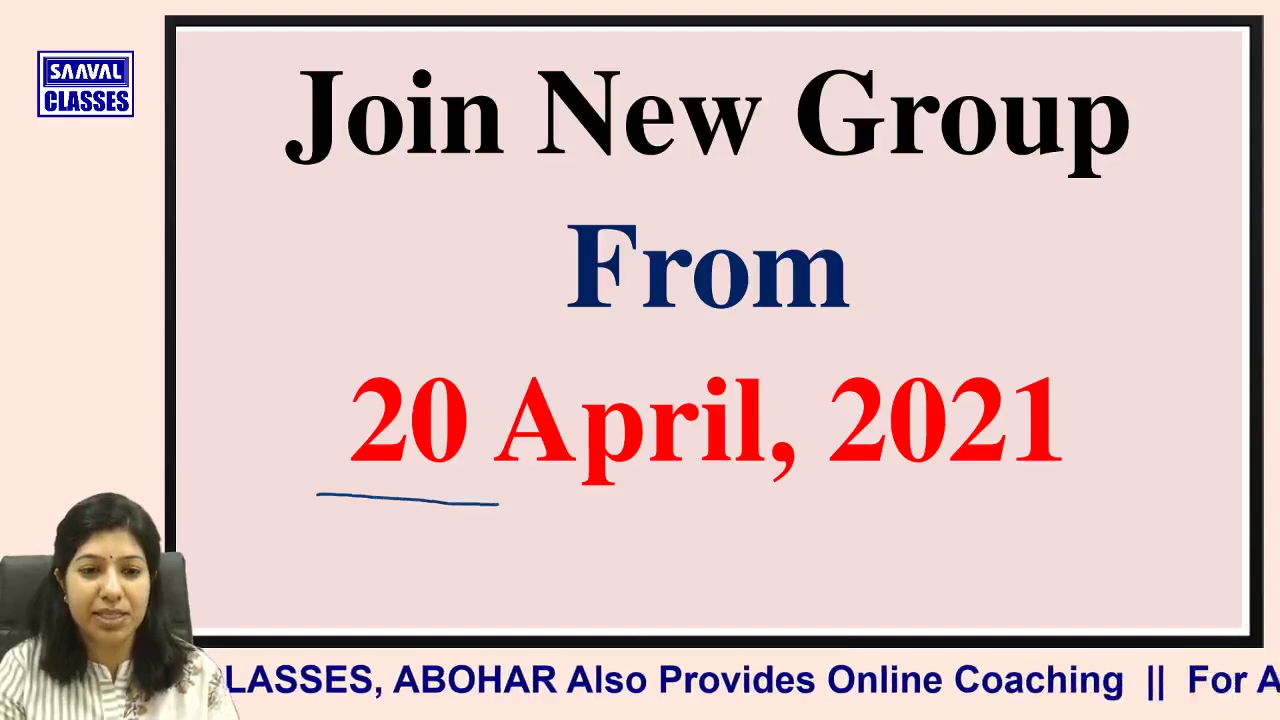 SAAVAL
CLASSES
Join New Group
From
20 April, 2021
LASSES, ABOHAR Also Provides Online Coaching || For A